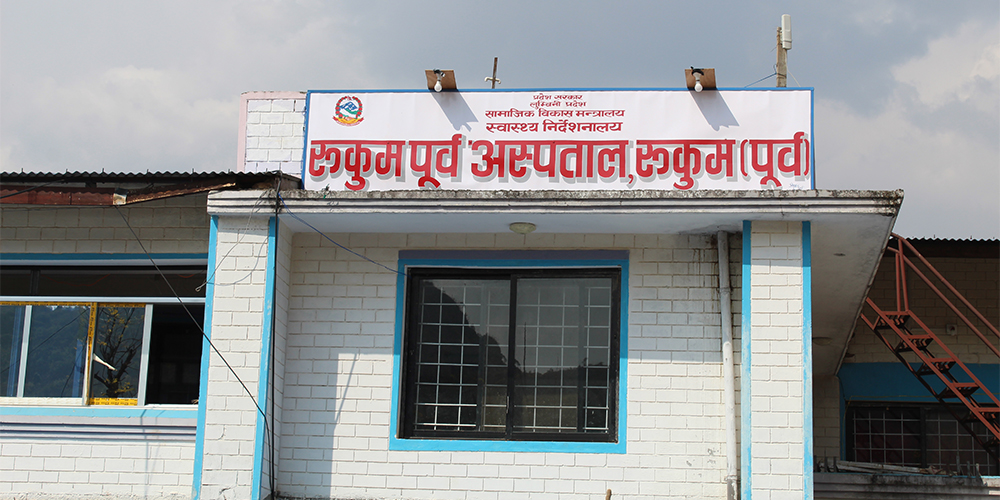 प्रदेश सरकार
लुम्बिनी प्रदेश
सामाजिक विकास मन्त्रालय
स्वास्थ्य निर्देशनालय
रूकुम पूर्व अस्पताल, रूकुम (पूर्व)